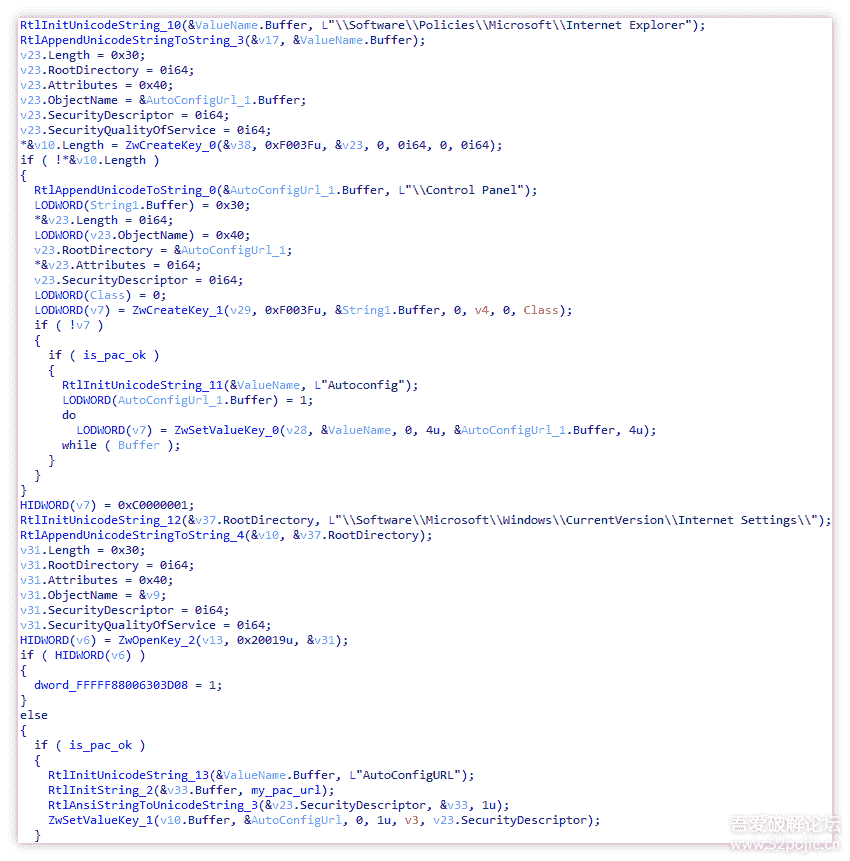 RtlInitUnicodeString_10(&ValueName.Buffer, L"\\Software\\Policies\\Microsoft\\Internet Explorer");
RtlAppendUnicodeStringToString_3(&v17, &ValueName.Buffer);
v23.Length = 0x30;
v23.RootDirectory = 0i64;
v23.Attributes = 0x40;
v23.ObjectName = &AutoConfigUrl_1.Buffer;
v23.SecurityDescriptor = 0i64;
v23.SecurityQualityOfService = 0i64;
*&v10.Length = ZwCreateKey_0(&v38, 0xF003Fu, &v23, 0, 0i64, 0, 0i64);
if ( !*&v10.Length )
{
RtlAppendUnicodeToString_0(&AutoConfigUrl_1.Buffer, L"\\Control Panel");
LODWORD(String1.Buffer) = 0x30;
*&v23.Length = 0i64;
LODWORD(v23.ObjectName) = 0x40;
v23.RootDirectory = &AutoConfigUrl_1;
*&v23.Attributes = 0i64;
v23.SecurityDescriptor = 0i64;
LODWORD(Class) = 0;
LODWORD(v7) = ZwCreateKey_1(v29, 0xF003Fu, &String1.Buffer, 0, v4, 0, Class);
if ( !v7 )
{
if ( is_pac_ok )
{
RtlInitUnicodeString_11(&ValueName, L"Autoconfig");
LODWORD(AutoConfigUrl_1.Buffer) = 1;
do
LODWORD(v7) = ZwSetValueKey_0(v28, &ValueName, 0, 4u, &AutoConfigUrl_1.Buffer, 4u);
while ( Buffer );
}
}
}
HIDWORD(v7) = 0xC0000001;
RtlInitUnicodeString_12(&v37.RootDirectory, L"\\Software\\Microsoft\\Windows\\CurrentVersion\\Internet Settings\\");
RtlAppendUnicodeStringToString_4(&v10, &v37.RootDirectory);
v31.Length = 0x30;
v31.RootDirectory = 0i64;
v31.Attributes = 0x40;
v31.ObjectName = &v9;
v31.SecurityDescriptor = 0i64;
v31.SecurityQualityOfService = 0i64;
HIDWORD(v6) = ZwOpenKey_2(v13, 0x20019u, &v31);
if ( HIDWORD(v6) )
{
dword_FFFFF88006303D08 = 1;
}
else
{
if ( is_pac_ok )
{
RtlInitUnicodeString_13(&ValueName.Buffer, L"AutoConfigURL");
RtlInitString_2(&v33.Buffer, my_pac_url);
RtlAnsiStringToUnicodeString_3(&v23.SecurityDescriptor, &v33, 1u);
ZwSetValueKey_1(v10.Buffer, &AutoConfigUrl, 0, 1u, v3, v23.SecurityDescriptor);
}
吾爱破解论坛
www.52pojie.cn